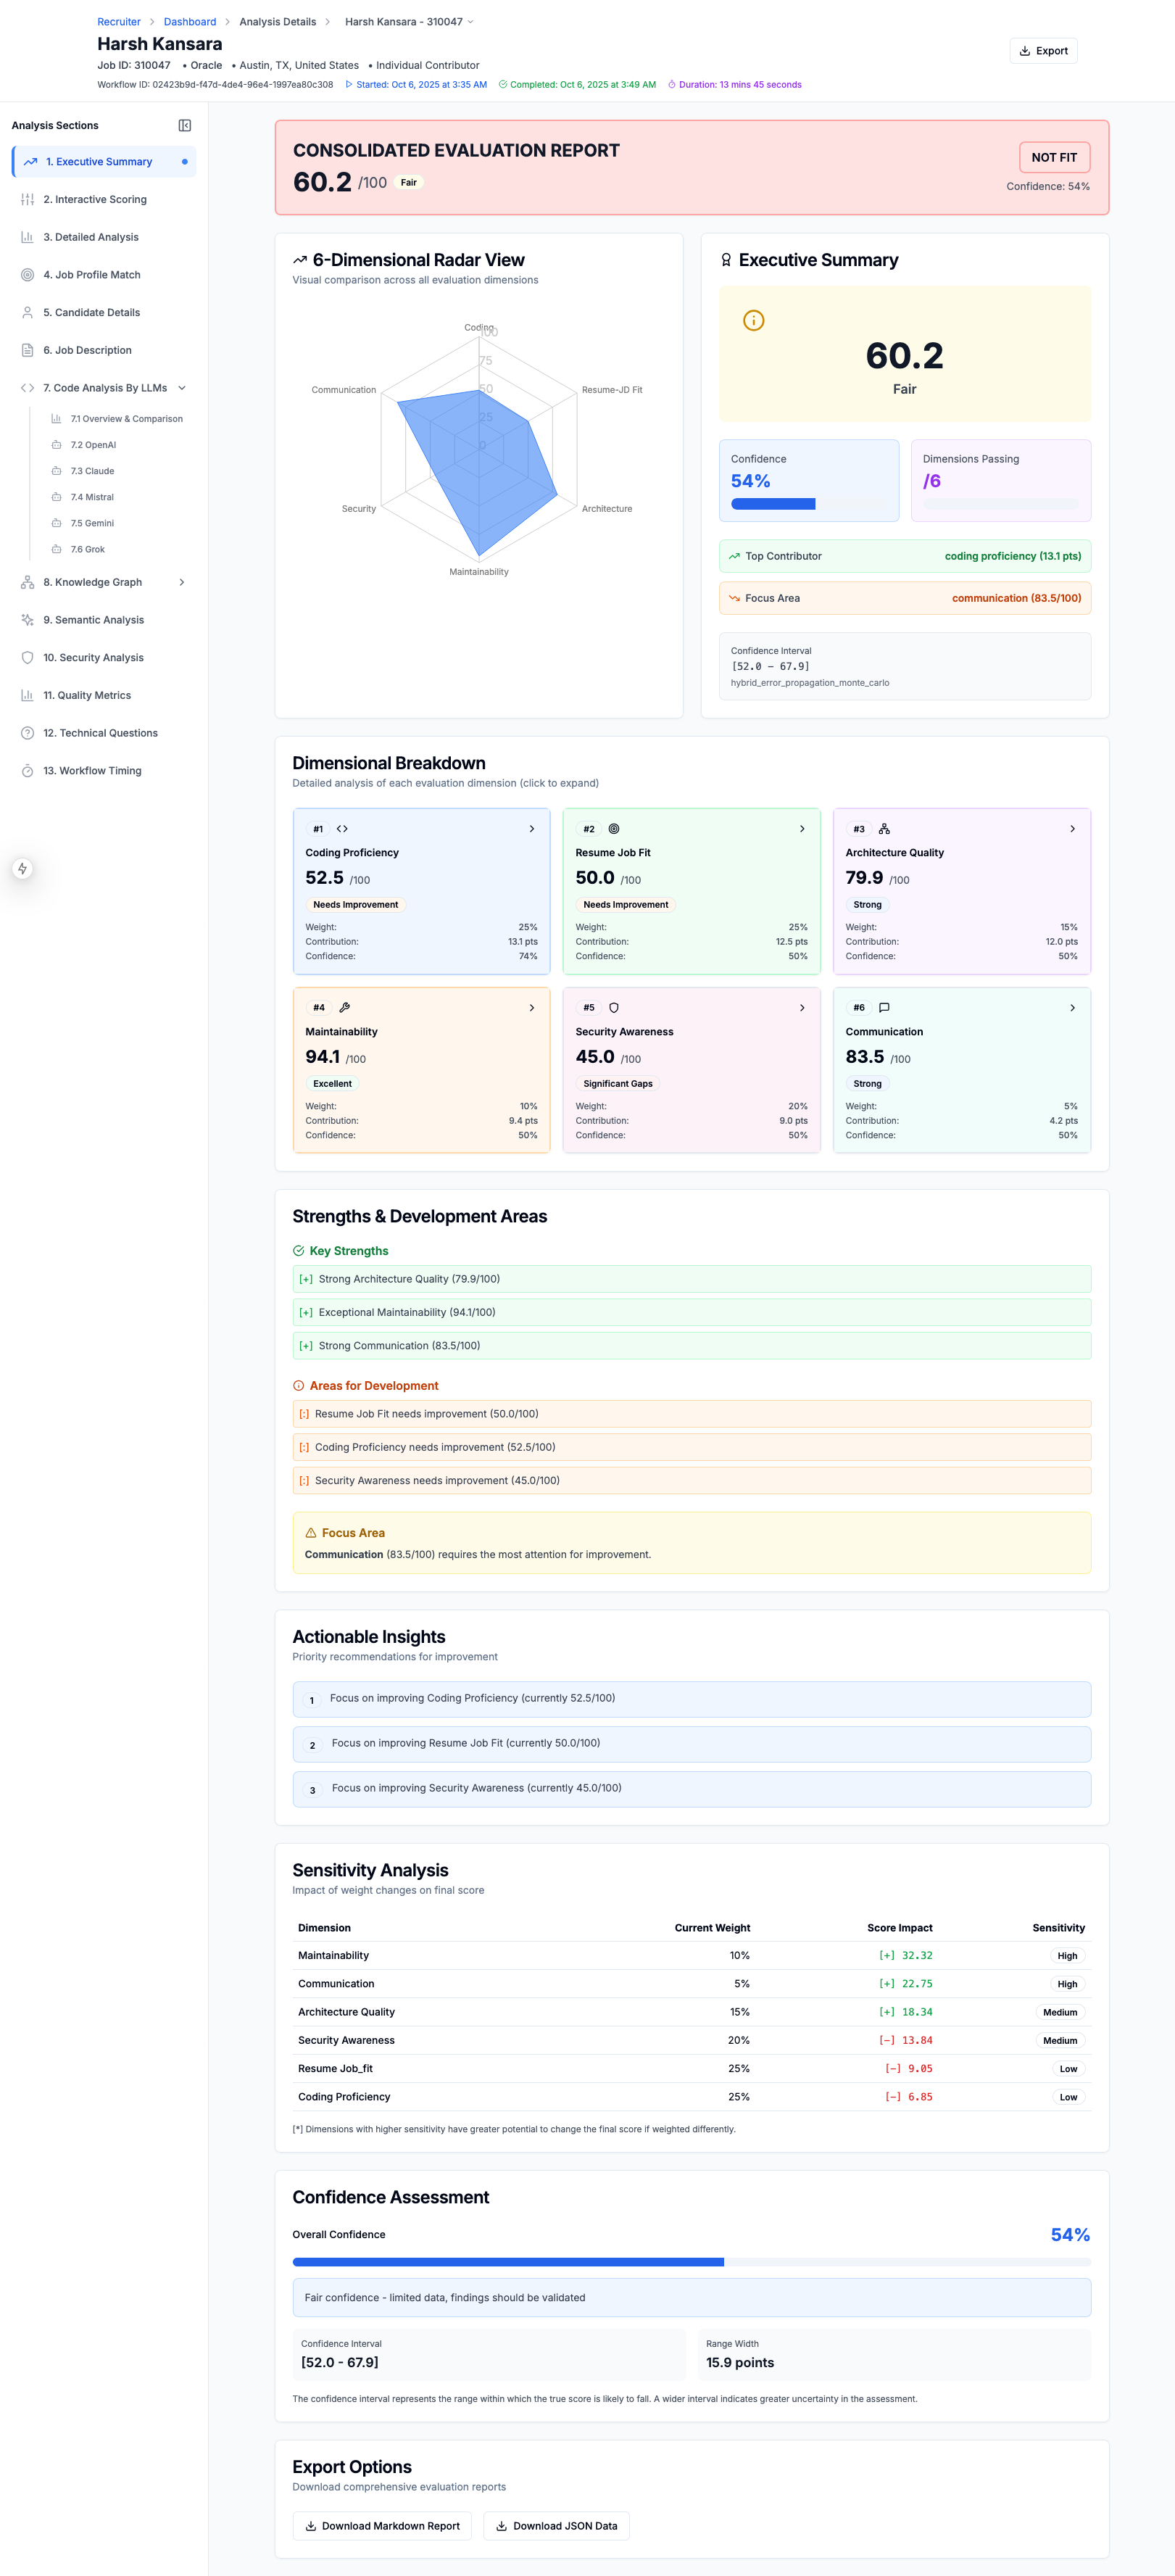 Recruiter > Dashboard > Analysis Details > Harsh Kansara - 310047
Harsh Kansara
Export
Job ID: 310047 • Oracle • Austin, TX, United States • Individual Contributor
Workflow ID: 02423b9d-f47d-4de4-96e4-1997ea80c308 Started: Oct 6, 2025 at 3:35 AM Completed: Oct 6, 2025 at 3:49 AM Duration: 13 mins 45 seconds
Analysis Sections
1. Executive Summary
2. Interactive Scoring
3. Detailed Analysis
4. Job Profile Match
5. Candidate Details
6. Job Description
7. Code Analysis By LLMs
7.1 Overview & Comparison
7.2 OpenAI
7.3 Claude
7.4 Mistral
7.5 Gemini
7.6 Grok
8. Knowledge Graph
9. Semantic Analysis
10. Security Analysis
11. Quality Metrics
12. Technical Questions
13. Workflow Timing
CONSOLIDATED EVALUATION REPORT
60.2 /100 Fair
NOT FIT
Confidence: 54%
6-Dimensional Radar View
Visual comparison across all evaluation dimensions
Coding
100
75
50
25
0
Communication
Resume-JD Fit
Security
Architecture
Maintainability
Executive Summary
60.2
Fair
Confidence
54%
Dimensions Passing
/6
Top Contributor coding proficiency (13.1 pts)
Focus Area communication (83.5/100)
Confidence Interval
[52.0 – 67.9]
hybrid_error_propagation_monte_carlo
Dimensional Breakdown
Detailed analysis of each evaluation dimension (click to expand)
#1
Coding Proficiency
52.5 /100
Needs Improvement
Weight: 25%
Contribution: 13.1 pts
Confidence: 74%
#2
Resume Job Fit
50.0 /100
Needs Improvement
Weight: 25%
Contribution: 12.5 pts
Confidence: 50%
#3
Architecture Quality
79.9 /100
Strong
Weight: 15%
Contribution: 12.0 pts
Confidence: 50%
#4
Maintainability
94.1 /100
Excellent
Weight: 10%
Contribution: 9.4 pts
Confidence: 50%
#5
Security Awareness
45.0 /100
Significant Gaps
Weight: 20%
Contribution: 9.0 pts
Confidence: 50%
#6
Communication
83.5 /100
Strong
Weight: 5%
Contribution: 4.2 pts
Confidence: 50%
Strengths & Development Areas
Key Strengths
[+] Strong Architecture Quality (79.9/100)
[+] Exceptional Maintainability (94.1/100)
[+] Strong Communication (83.5/100)
Areas for Development
[:] Resume Job Fit needs improvement (50.0/100)
[:] Coding Proficiency needs improvement (52.5/100)
[:] Security Awareness needs improvement (45.0/100)
Focus Area
Communication (83.5/100) requires the most attention for improvement.
Actionable Insights
Priority recommendations for improvement
1 Focus on improving Coding Proficiency (currently 52.5/100)
2 Focus on improving Resume Job Fit (currently 50.0/100)
3 Focus on improving Security Awareness (currently 45.0/100)
Sensitivity Analysis
Impact of weight changes on final score
Dimension Current Weight Score Impact Sensitivity
Maintainability 10% [+] 32.32 High
Communication 5% [+] 22.75 High
Architecture Quality 15% [+] 18.34 Medium
Security Awareness 20% [−] 13.84 Medium
Resume Job_fit 25% [−] 9.05 Low
Coding Proficiency 25% [−] 6.85 Low
[*] Dimensions with higher sensitivity have greater potential to change the final score if weighted differently.
Confidence Assessment
Overall Confidence 54%
Fair confidence - limited data, findings should be validated
Confidence Interval
[52.0 - 67.9]
Range Width
15.9 points
The confidence interval represents the range within which the true score is likely to fall. A wider interval indicates greater uncertainty in the assessment.
Export Options
Download comprehensive evaluation reports
Download Markdown Report
Download JSON Data